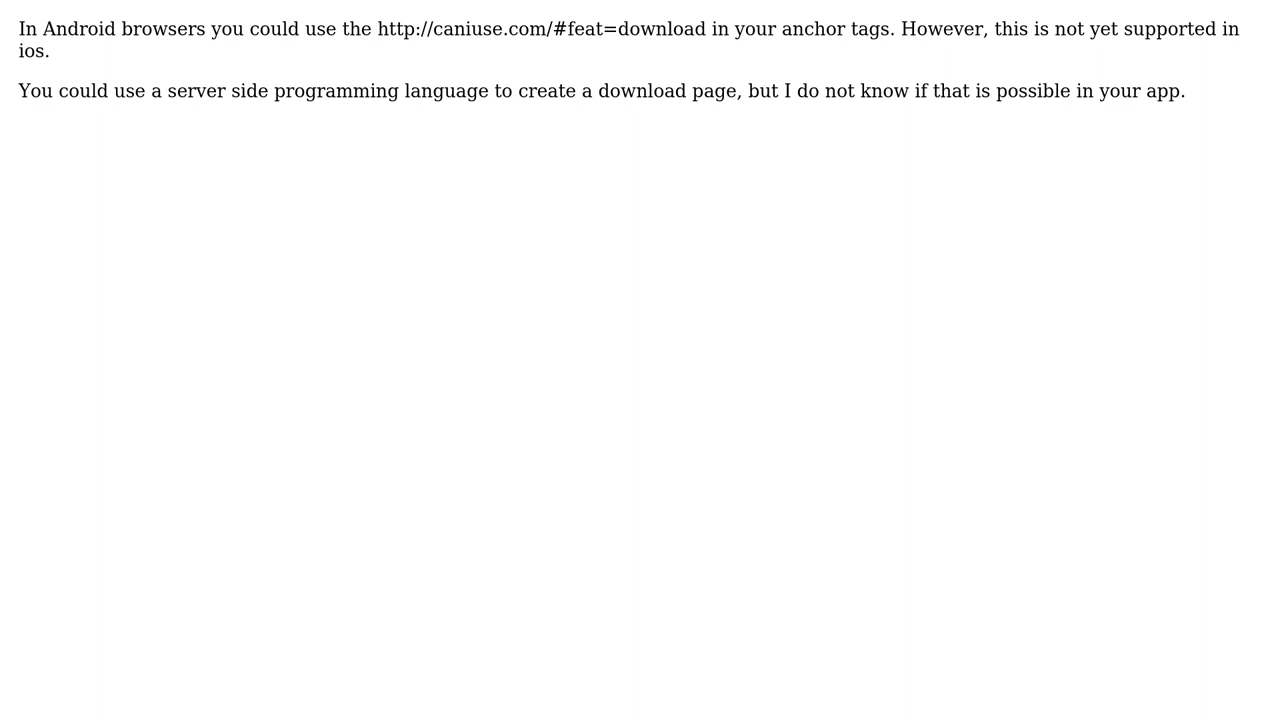 In Android browsers you could use the http://caniuse.com/#feat=download in your anchor tags. However, this is not yet supported in
ios.
You could use a server side programming language to create a download page, but I do not know if that is possible in your app.